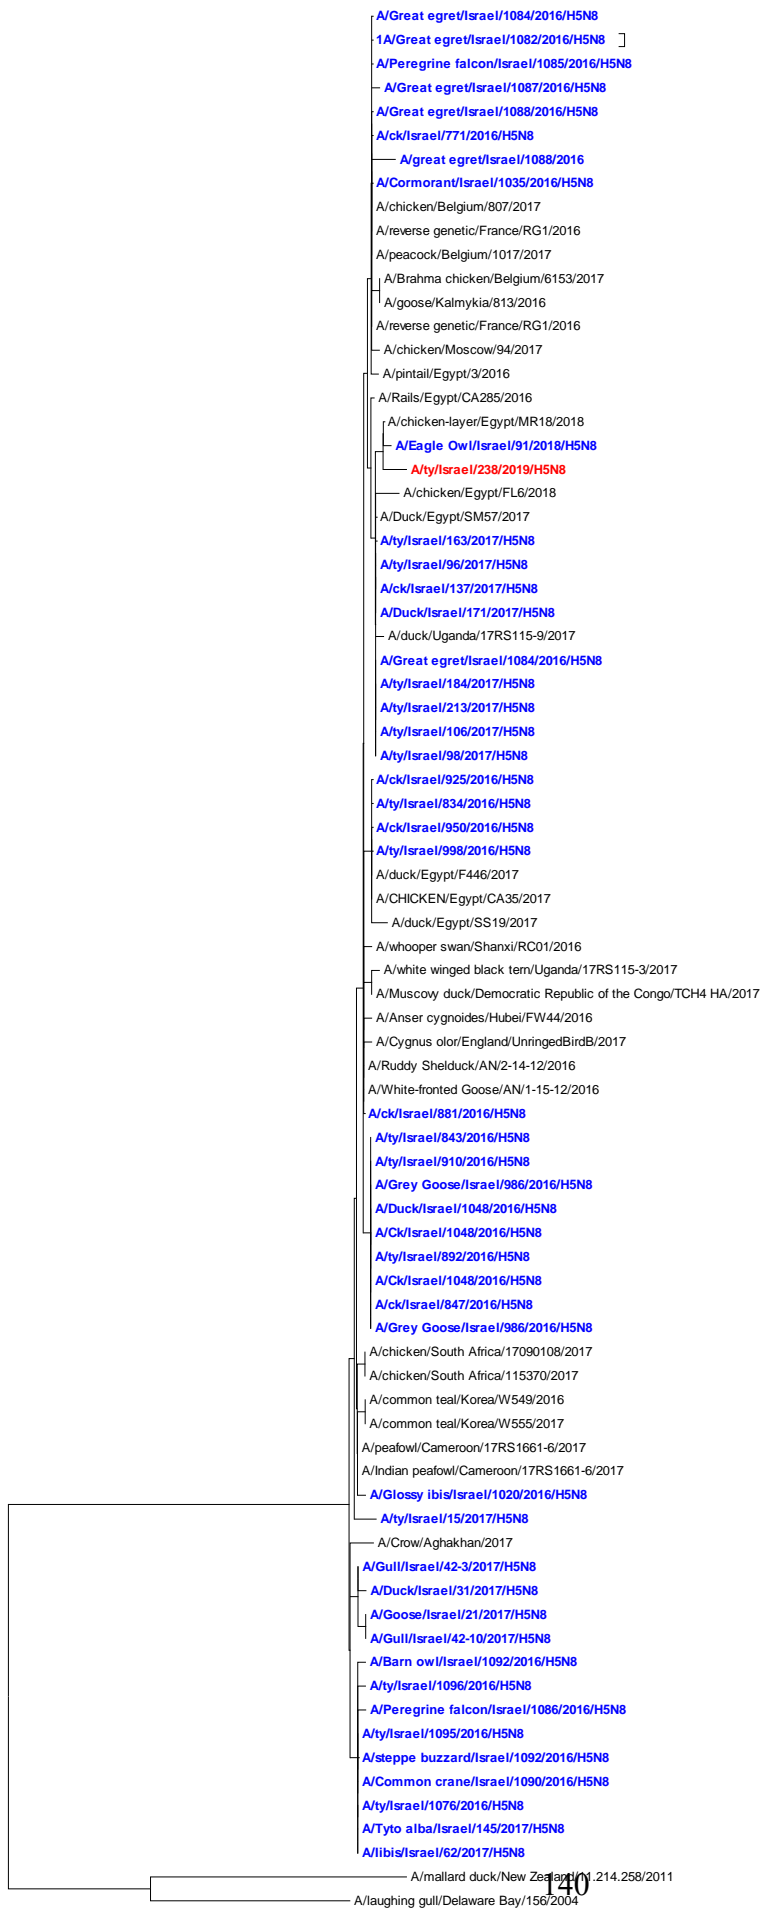 A/Great egret/Israel/1084/2016/H5N8
1A/Great egret/Israel/1082/2016/H5N8
A/Peregrine falcon/Israel/1085/2016/H5N8
A/Great egret/Israel/1087/2016/H5N8
A/Great egret/Israel/1088/2016/H5N8
A/ck/Israel/771/2016/H5N8
A/great egret/Israel/1088/2016
A/Cormorant/Israel/1035/2016/H5N8
A/chicken/Belgium/807/2017
A/reverse genetic/France/RG1/2016
A/peacock/Belgium/1017/2017
A/Brahma chicken/Belgium/6153/2017
A/goose/Kalmykia/813/2016
A/reverse genetic/France/RG1/2016
A/chicken/Moscow/94/2017
A/pintail/Egypt/3/2016
A/Rails/Egypt/CA285/2016
A/chicken-layer/Egypt/MR18/2018
A/Eagle Owl/Israel/91/2018/H5N8
A/ty/Israel/238/2019/H5N8
A/chicken/Egypt/FL6/2018
A/Duck/Egypt/SM57/2017
A/ty/Israel/163/2017/H5N8
A/ty/Israel/96/2017/H5N8
A/ck/Israel/137/2017/H5N8
A/Duck/Israel/171/2017/H5N8
A/duck/Uganda/17RS115-9/2017
A/Great egret/Israel/1084/2016/H5N8
A/ty/Israel/184/2017/H5N8
A/ty/Israel/213/2017/H5N8
A/ty/Israel/106/2017/H5N8
A/ty/Israel/98/2017/H5N8
A/ck/Israel/925/2016/H5N8
A/ty/Israel/834/2016/H5N8
A/ck/Israel/950/2016/H5N8
A/ty/Israel/998/2016/H5N8
A/duck/Egypt/F446/2017
A/CHICKEN/Egypt/CA35/2017
A/duck/Egypt/SS19/2017
A/whooper swan/Shanxi/RC01/2016
A/white winged black tern/Uganda/17RS115-3/2017
A/Muscovy duck/Democratic Republic of the Congo/TCH4 HA/2017
A/Anser cygnoides/Hubei/FW44/2016
A/Cygnus olor/England/UnringedBirdB/2017
A/Ruddy Shelduck/AN/2-14-12/2016
A/White-fronted Goose/AN/1-15-12/2016
A/ck/Israel/881/2016/H5N8
A/ty/Israel/843/2016/H5N8
A/ty/Israel/910/2016/H5N8
A/Grey Goose/Israel/986/2016/H5N8
A/Duck/Israel/1048/2016/H5N8
A/Ck/Israel/1048/2016/H5N8
A/ty/Israel/892/2016/H5N8
A/Ck/Israel/1048/2016/H5N8
A/ck/Israel/847/2016/H5N8
A/Grey Goose/Israel/986/2016/H5N8
A/chicken/South Africa/17090108/2017
A/chicken/South Africa/115370/2017
A/common teal/Korea/W549/2016
A/common teal/Korea/W555/2017
A/peafowl/Cameroon/17RS1661-6/2017
A/Indian peafowl/Cameroon/17RS1661-6/2017
A/Glossy ibis/Israel/1020/2016/H5N8
A/ty/Israel/15/2017/H5N8
A/Crow/Aghakhan/2017
A/Gull/Israel/42-3/2017/H5N8
A/Duck/Israel/31/2017/H5N8
A/Goose/Israel/21/2017/H5N8
A/Gull/Israel/42-10/2017/H5N8
A/Barn owl/Israel/1092/2016/H5N8
A/ty/Israel/1096/2016/H5N8
A/Peregrine falcon/Israel/1086/2016/H5N8
A/ty/Israel/1095/2016/H5N8
A/steppe buzzard/Israel/1092/2016/H5N8
A/Common crane/Israel/1090/2016/H5N8
A/ty/Israel/1076/2016/H5N8
A/Tyto alba/Israel/145/2017/H5N8
A/Iibis/Israel/62/2017/H5N8
A/mallard duck/New Zealand/11.214.258/2011
140
A/laughing gull/Delaware Bay/156/2004